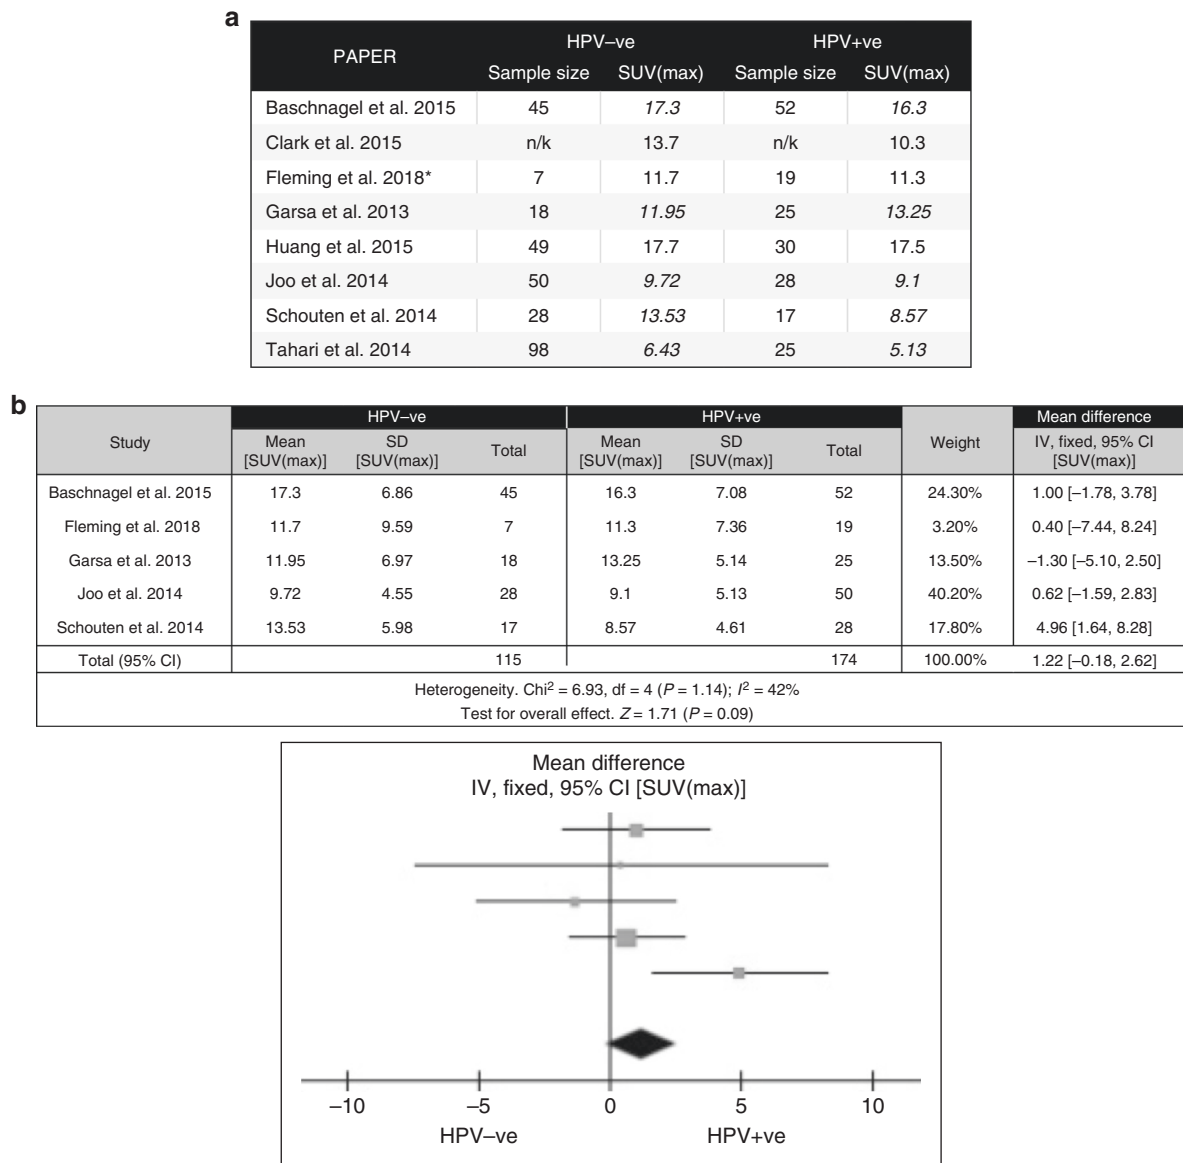 a
PAPER HPV–ve HPV+ve
Sample size SUV(max) Sample size SUV(max)
Baschnagel et al. 2015 45 17.3 52 16.3
Clark et al. 2015 n/k 13.7 n/k 10.3
Fleming et al. 2018* 7 11.7 19 11.3
Garsa et al. 2013 18 11.95 25 13.25
Huang et al. 2015 49 17.7 30 17.5
Joo et al. 2014 50 9.72 28 9.1
Schouten et al. 2014 28 13.53 17 8.57
Tahari et al. 2014 98 6.43 25 5.13
b
HPV–ve HPV+ve Mean difference
Study Mean [SUV(max)] SD [SUV(max)] Total Mean [SUV(max)] SD [SUV(max)] Total Weight IV, fixed, 95% CI [SUV(max)]
Baschnagel et al. 2015 17.3 6.86 45 16.3 7.08 52 24.30% 1.00 [–1.78, 3.78]
Fleming et al. 2018 11.7 9.59 7 11.3 7.36 19 3.20% 0.40 [–7.44, 8.24]
Garsa et al. 2013 11.95 6.97 18 13.25 5.14 25 13.50% –1.30 [–5.10, 2.50]
Joo et al. 2014 9.72 4.55 28 9.1 5.13 50 40.20% 0.62 [–1.59, 2.83]
Schouten et al. 2014 13.53 5.98 17 8.57 4.61 28 17.80% 4.96 [1.64, 8.28]
Total (95% CI) 115 174 100.00% 1.22 [–0.18, 2.62]
Heterogeneity. Chi² = 6.93, df = 4 (P = 1.14); I² = 42%
Test for overall effect. Z = 1.71 (P = 0.09)
Mean difference
IV, fixed, 95% CI [SUV(max)]
–10 –5 0 5 10
HPV–ve HPV+ve